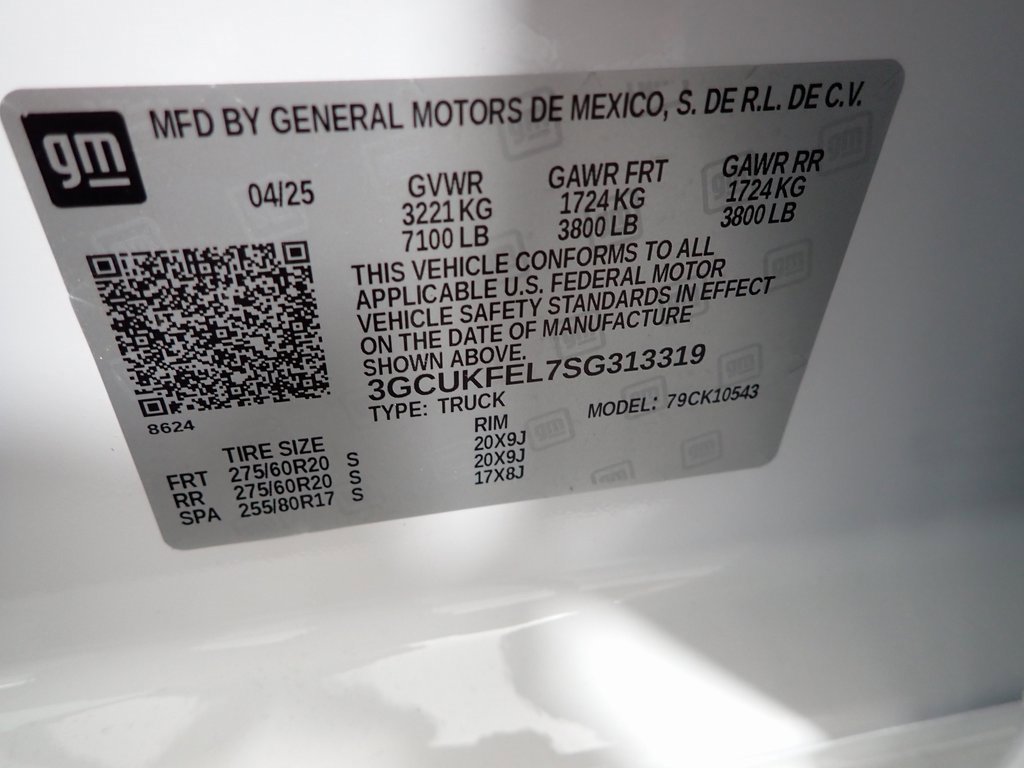 gm
MFD BY GENERAL MOTORS DE MEXICO, S. DE R.L. DE C.V.
04/25
GVWR
3221 KG
7100 LB
GAWR FRT
1724 KG
3800 LB
GAWR RR
1724 KG
3800 LB
THIS VEHICLE CONFORMS TO ALL
APPLICABLE U.S. FEDERAL MOTOR
VEHICLE SAFETY STANDARDS IN EFFECT
ON THE DATE OF MANUFACTURE
SHOWN ABOVE.
3GCUKFEL7SG313319
TYPE: TRUCK
MODEL: 79CK10543
8624
TIRE SIZE RIM
FRT 275/60R20 S 20X9J
RR 275/60R20 S 20X9J
SPA 255/80R17 S 17X8J